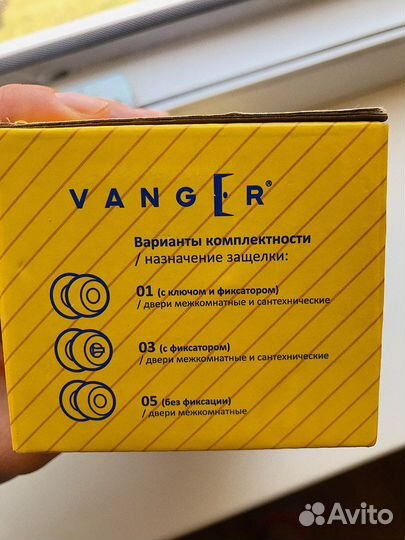 VANGER®
Варианты комплектности
/ назначение защелки:
01 (с ключом и фиксатором)
/ двери межкомнатные и сантехнические
03 (с фиксатором)
/ двери межкомнатные и сантехнические
05 (без фиксации)
/ двери межкомнатные
Avito